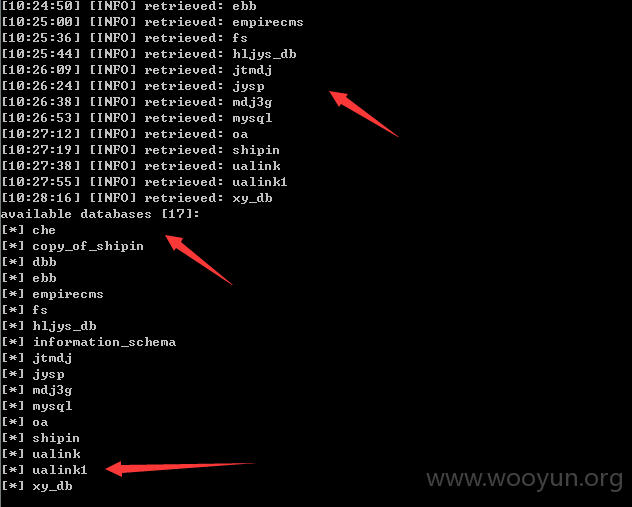 [10:24:50] [INFO] retrieved: ebb
[10:25:00] [INFO] retrieved: empirecms
[10:25:36] [INFO] retrieved: fs
[10:25:44] [INFO] retrieved: hljys_db
[10:26:09] [INFO] retrieved: jtmdj
[10:26:24] [INFO] retrieved: jysp
[10:26:38] [INFO] retrieved: mdj3g
[10:26:53] [INFO] retrieved: mysql
[10:27:12] [INFO] retrieved: oa
[10:27:19] [INFO] retrieved: shipin
[10:27:38] [INFO] retrieved: ualink
[10:27:55] [INFO] retrieved: ualink1
[10:28:16] [INFO] retrieved: xy_db
available databases [17]:
[*] che
[*] copy_of_shipin
[*] dbb
[*] ebb
[*] empirecms
[*] fs
[*] hljys_db
[*] information_schema
[*] jtmdj
[*] jysp
[*] mdj3g
[*] mysql
[*] oa
[*] shipin
[*] ualink
[*] ualink1
[*] xy_db
www.wooyun.org